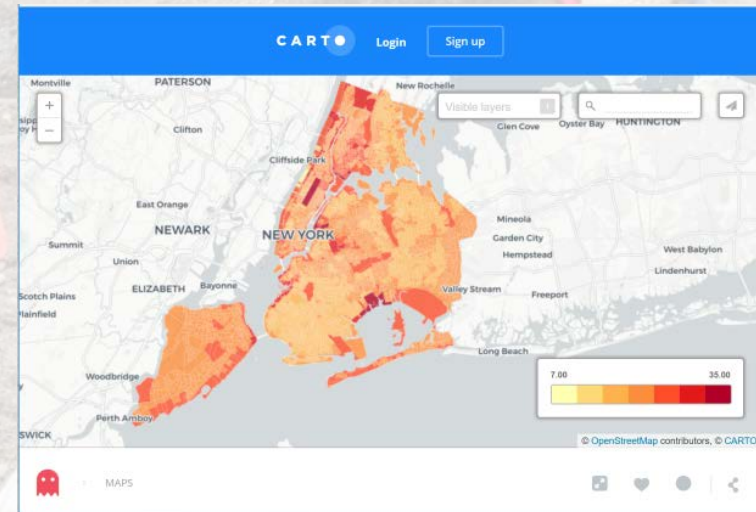 CARTO
Login
Sign up
Montville
PATERSON
New Rochelle
+
Visible layers
1
Glen Cove
Oyster Bay
HUNTINGTON
−
Clifton
Cliffside Park
East Orange
Mineola
NEWARK
NEW YORK
Garden City
Summit
Hempstead
West Babylon
Union
Lindenhurst
ELIZABETH
Bayonne
Valley Stream
Freeport
Scotch Plains
Plainfield
Long Beach
7.00
35.00
Woodbridge
Perth Amboy
SWICK
© OpenStreetMap contributors, © CARTO
MAPS